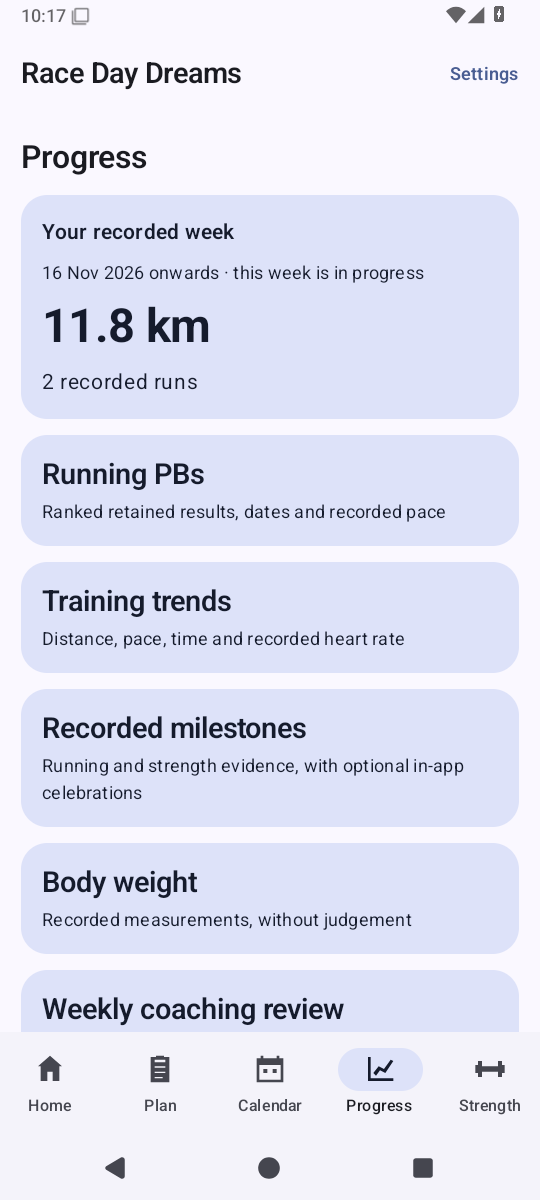 10:17
Race Day Dreams
Settings
Progress
Your recorded week
16 Nov 2026 onwards · this week is in progress
11.8 km
2 recorded runs
Running PBs
Ranked retained results, dates and recorded pace
Training trends
Distance, pace, time and recorded heart rate
Recorded milestones
Running and strength evidence, with optional in-app
celebrations
Body weight
Recorded measurements, without judgement
Weekly coaching review
Home
Plan
Calendar
Progress
Strength